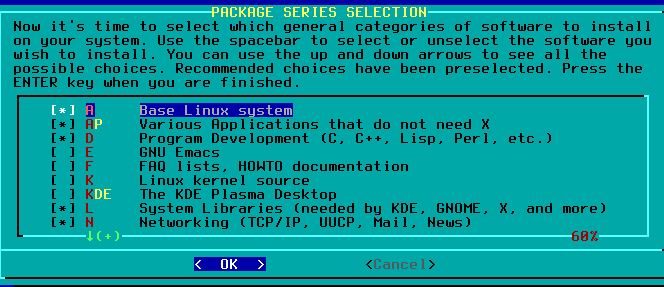 PACKAGE SERIES SELECTION
Now it's time to select which general categories of software to install
on your system. Use the spacebar to select or unselect the software you
wish to install. You can use the up and down arrows to see all the
possible choices. Recommended choices have been preselected. Press the
ENTER key when you are finished.
[*] A Base Linux system
[*] AP Various Applications that do not need X
[*] D Program Development (C, C++, Lisp, Perl, etc.)
[ ] E GNU Emacs
[ ] F FAQ lists, HOWTO documentation
[ ] K Linux kernel source
[ ] KDE The KDE Plasma Desktop
[*] L System Libraries (needed by KDE, GNOME, X, and more)
[*] N Networking (TCP/IP, UUCP, Mail, News)
↓(+) 60%
< OK > <Cancel>